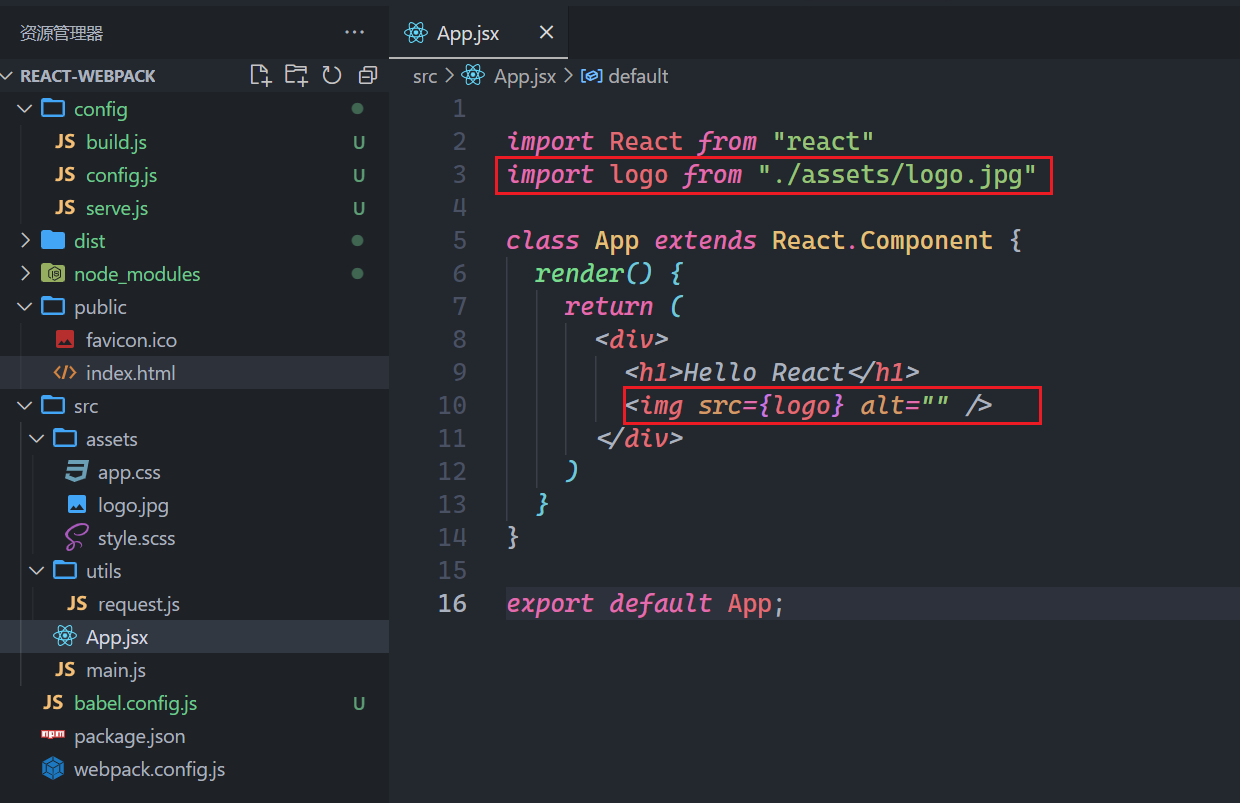 资源管理器 ···
REACT-WEBPACK
config
JS build.js U
JS config.js U
JS serve.js U
dist
node_modules
public
favicon.ico
index.html
src
assets
app.css
logo.jpg
style.scss
utils
JS request.js
App.jsx
JS main.js
JS babel.config.js U
npm package.json
webpack.config.js
App.jsx ×
src > App.jsx > default
1
2 import React from "react"
3 import logo from "./assets/logo.jpg"
4
5 class App extends React.Component {
6 render() {
7 return (
8 <div>
9 <h1>Hello React</h1>
10 <img src={logo} alt="" />
11 </div>
12 )
13 }
14 }
15
16 export default App;